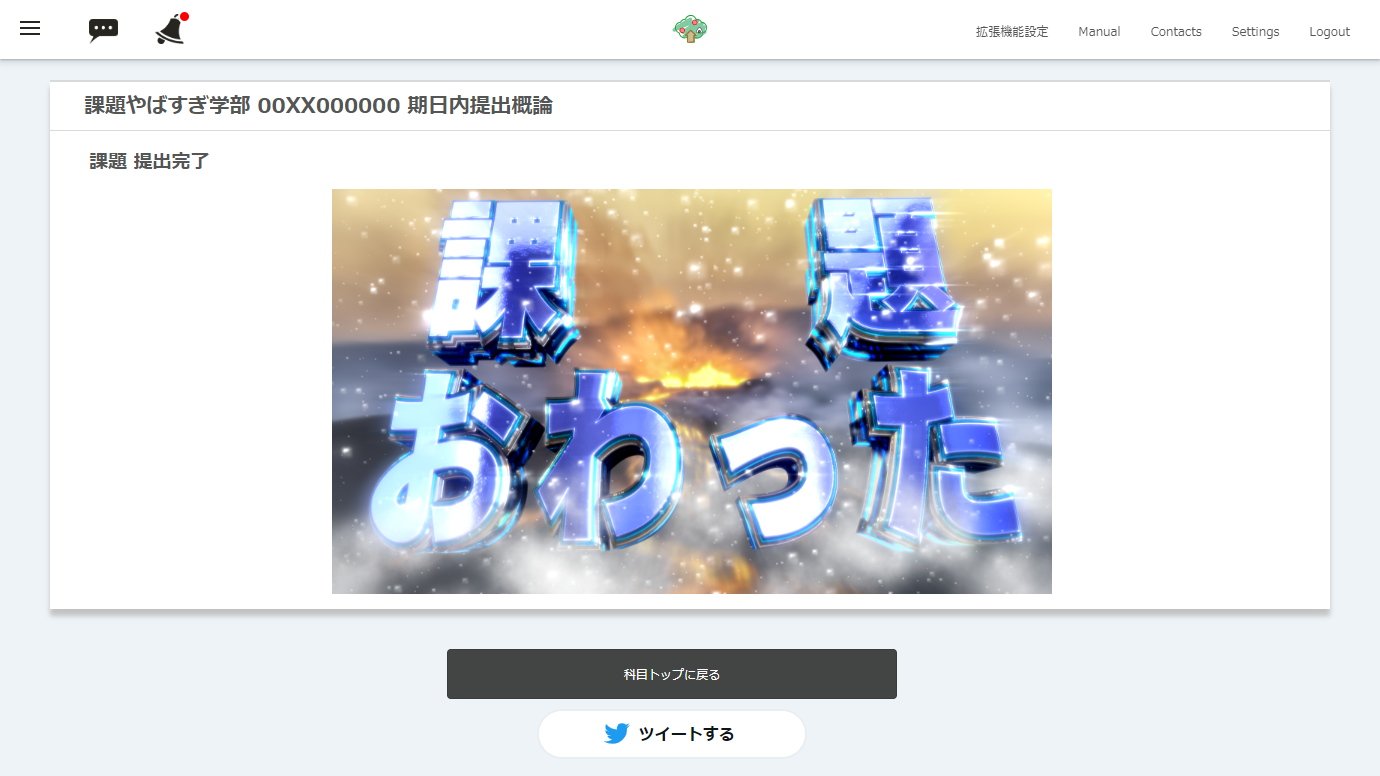 拡張機能設定 Manual Contacts Settings Logout
課題やばすぎ学部 00XX000000 期日内提出概論
課題 提出完了
課題
おわった
科目トップに戻る
ツイートする